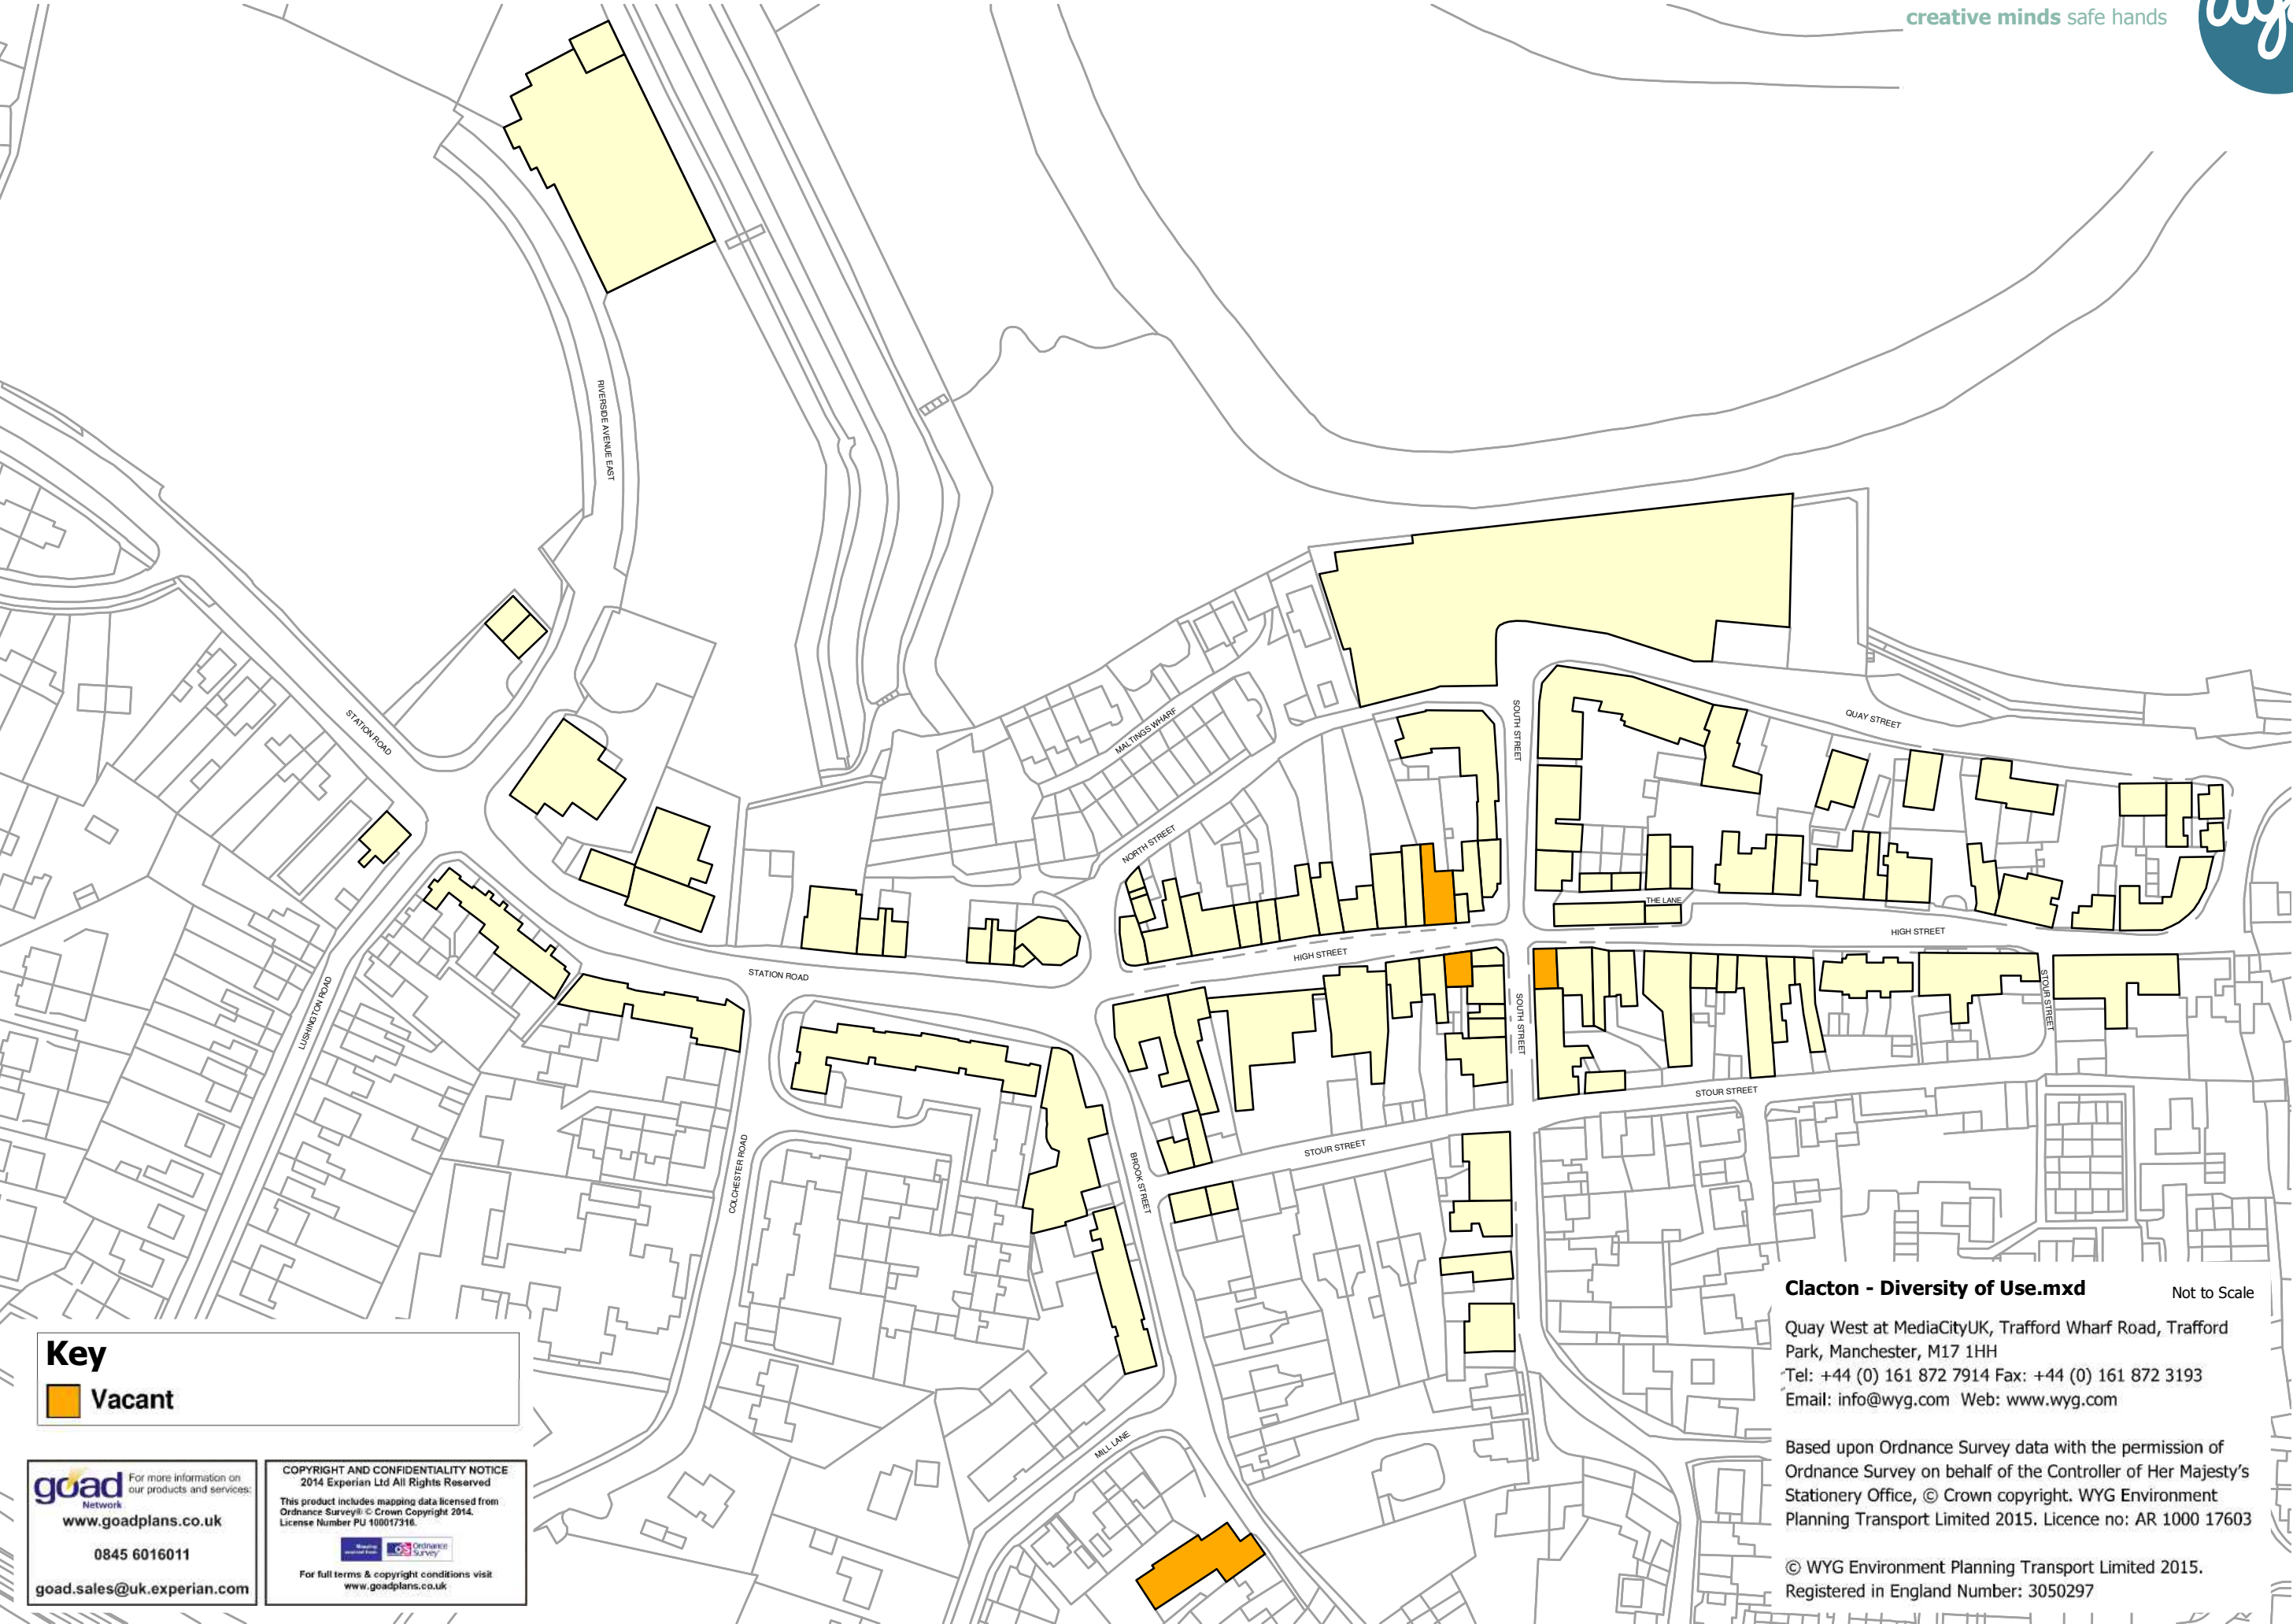 creative minds safe hands
wyg
RIVERSIDE AVENUE EAST
STATION ROAD
MALTINGS WHARF
SOUTH STREET
QUAY STREET
NORTH STREET
THE LANE
HIGH STREET
HIGH STREET
STATION ROAD
LUSHINGTON ROAD
SOUTH STREET
STOUR STREET
STOUR STREET
STOUR STREET
COLCHESTER ROAD
BROOK STREET
MILL LANE
Key
Vacant
goad
Network
For more information on
our products and services:
www.goadplans.co.uk
0845 6016011
goad.sales@uk.experian.com
COPYRIGHT AND CONFIDENTIALITY NOTICE
2014 Experian Ltd All Rights Reserved
This product includes mapping data licensed from
Ordnance Survey® © Crown Copyright 2014.
License Number PU 100017316.
OS Ordnance
Survey
For full terms & copyright conditions visit
www.goadplans.co.uk
Clacton - Diversity of Use.mxd
Not to Scale
Quay West at MediaCityUK, Trafford Wharf Road, Trafford
Park, Manchester, M17 1HH
Tel: +44 (0) 161 872 7914 Fax: +44 (0) 161 872 3193
Email: info@wyg.com Web: www.wyg.com
Based upon Ordnance Survey data with the permission of
Ordnance Survey on behalf of the Controller of Her Majesty's
Stationery Office, © Crown copyright. WYG Environment
Planning Transport Limited 2015. Licence no: AR 1000 17603
© WYG Environment Planning Transport Limited 2015.
Registered in England Number: 3050297